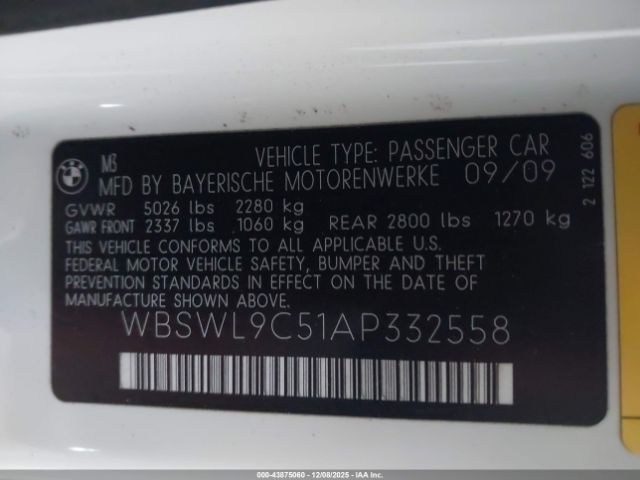 BMW
M3
VEHICLE TYPE: PASSENGER CAR
MFD BY BAYERISCHE MOTORENWERKE 09/09
GVWR 5026 lbs 2280 kg
GAWR FRONT 2337 lbs 1060 kg REAR 2800 lbs 1270 kg
THIS VEHICLE CONFORMS TO ALL APPLICABLE U.S.
FEDERAL MOTOR VEHICLE SAFETY, BUMPER AND THEFT
PREVENTION STANDARDS IN EFFECT ON THE DATE OF
MANUFACTURE SHOWN ABOVE.
WBSWL9C51AP332558
2 122 606
000-43875060 | 12/08/2025 | IAA Inc.